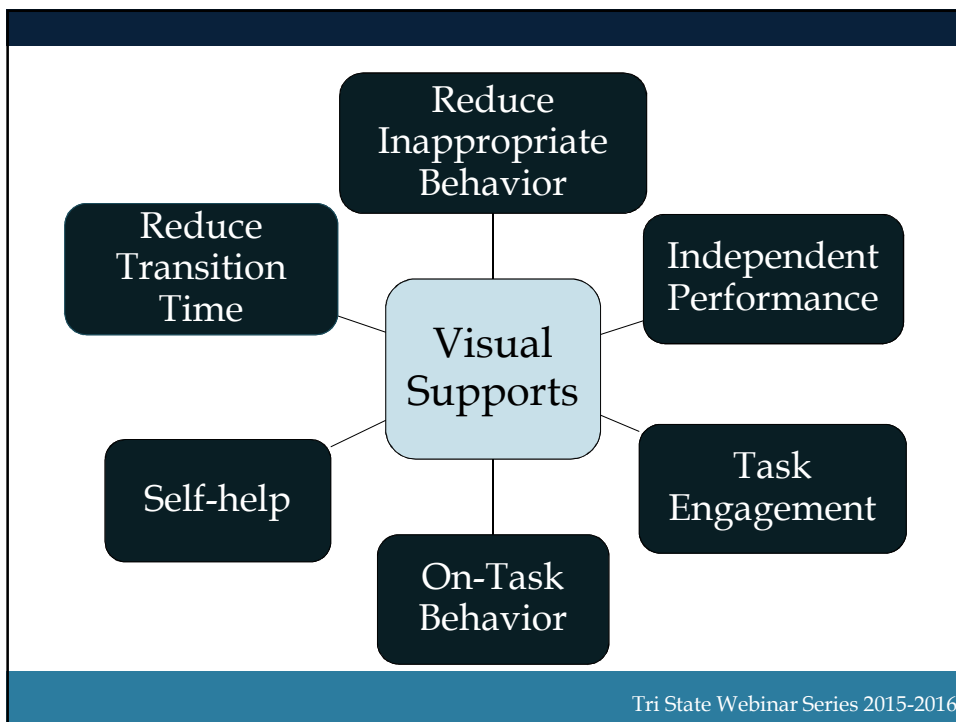 Reduce
Inappropriate
Behavior
Reduce
Transition
Time
Independent
Performance
Visual
Supports
Self-help
Task
Engagement
On-Task
Behavior
Tri State Webinar Series 2015-2016